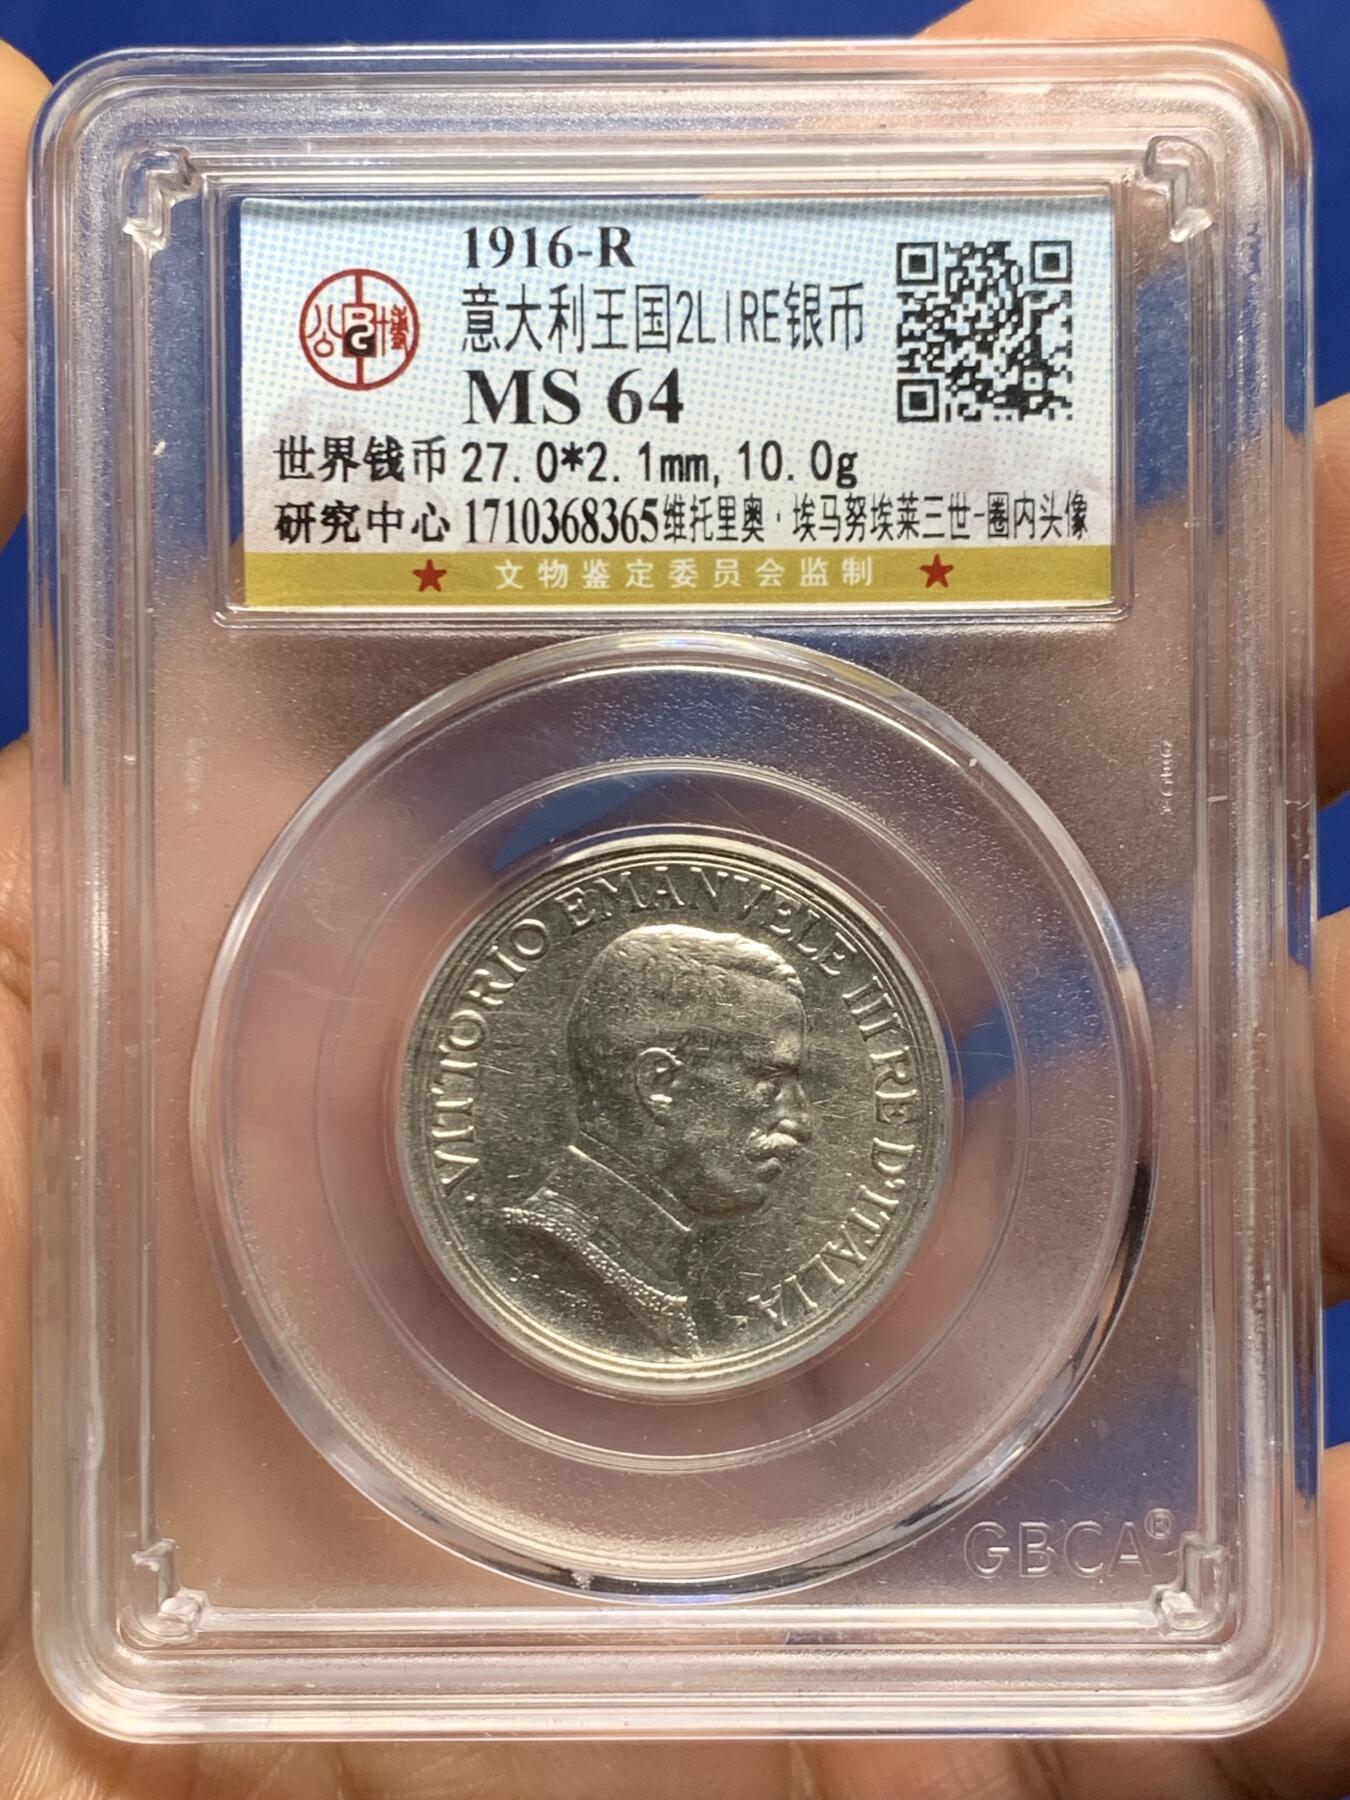 1916-R
意大利王国2LIRE银币
MS 64
公 BG 博
世界钱币 27.0*2.1mm,10.0g
研究中心 1710368365维托里奥·埃马努埃莱三世-圈内头像
★ 文物鉴定委员会监制 ★
·VITTORIO EMANVELE III RE D'ITALIA·
GBCA®